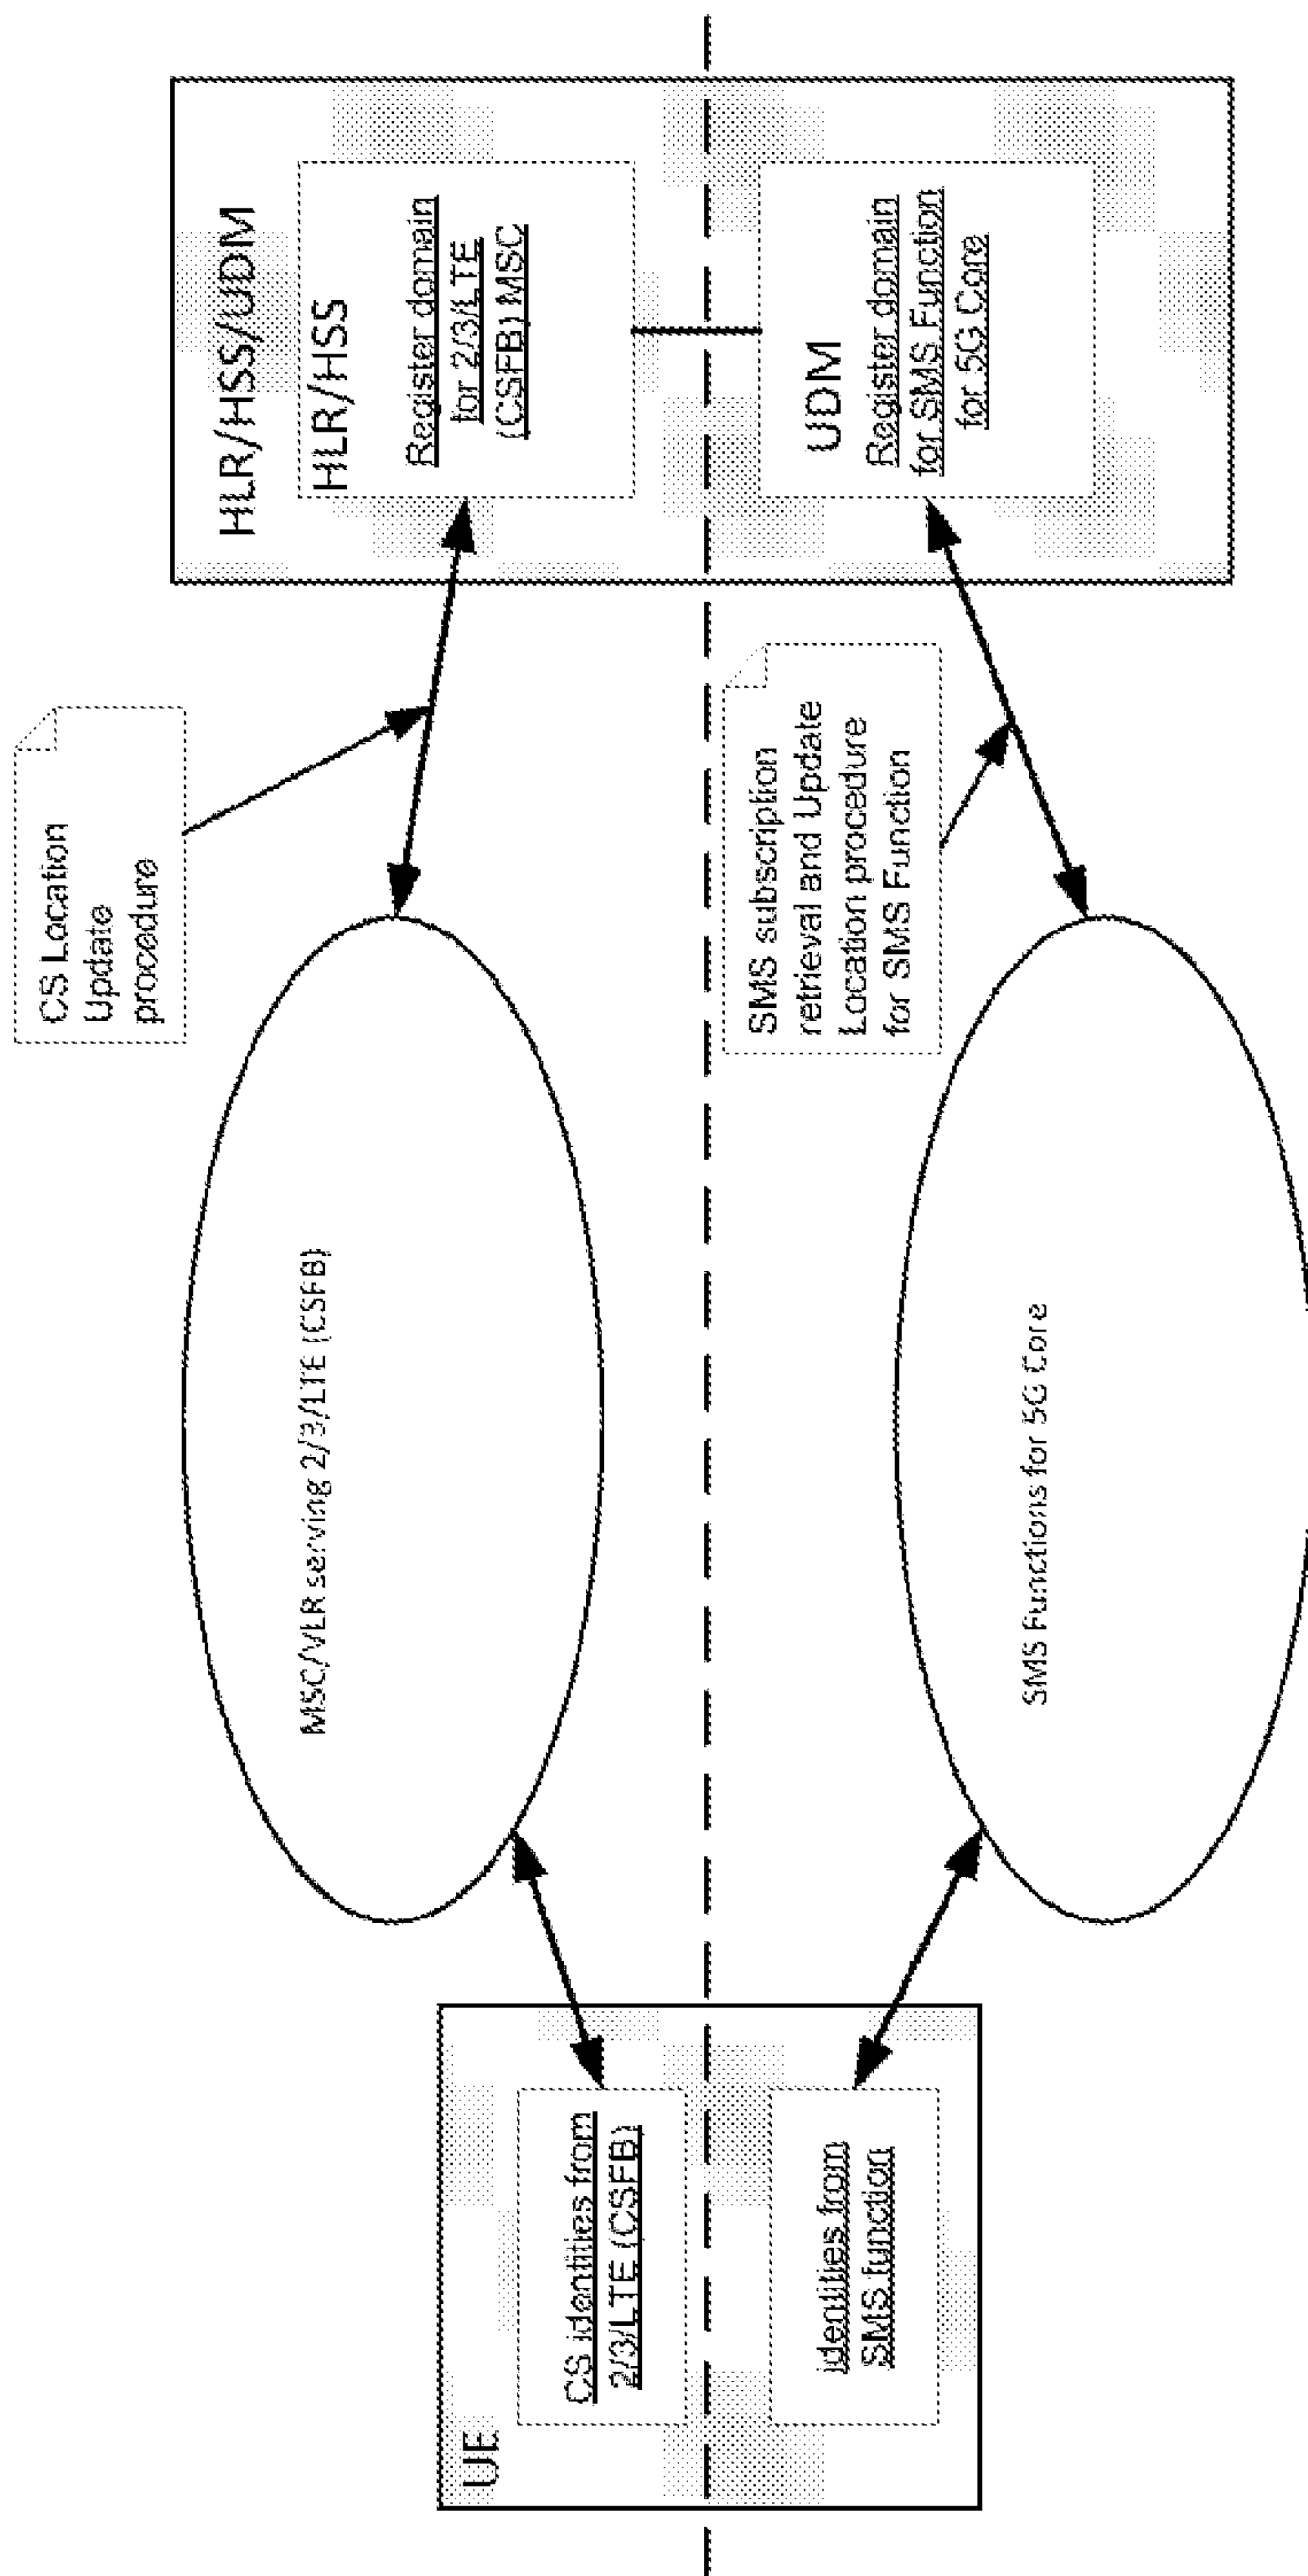 UE
CS identities from
2/3/LTE (CSFB)
identities from
SMS function
MSC/VLR serving 2/3/LTE (CSFB)
SMS Functions for 5G Core
CS Location
Update
procedure
SMS subscription
retrieval and Update
Location procedure
for SMS Function
HLR/HSS/UDM
HLR/HSS
Register domain
for 2/3/LTE
(CSFB) MSC
UDM
Register domain
for SMS Function
for 5G Core